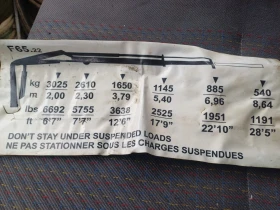 F65.22
kg 3025 2610 1650 1145 885 540
m 2,00 2,30 3,79 5,40 6,96 8,64
lbs 6692 5755 3638 2525 1951 1191
ft 6'7" 7'7" 12'6" 17'9" 22'10" 28'5"
DON'T STAY UNDER SUSPENDED LOADS
NE PAS STATIONNER SOUS LES CHARGES SUSPENDUES